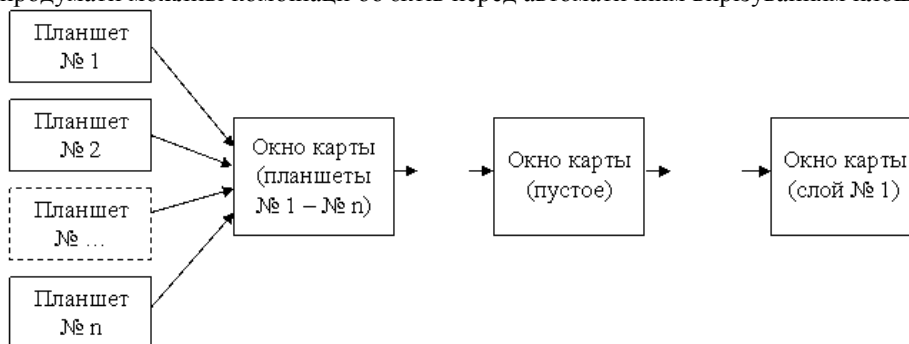 перед
Планшет
№ 1
Планшет
№ 2
Планшет
№ ...
Планшет
№ n
Окно карты
(планшеты
№ 1 – № n)
Окно карты
(пустое)
Окно карты
(слой № 1)